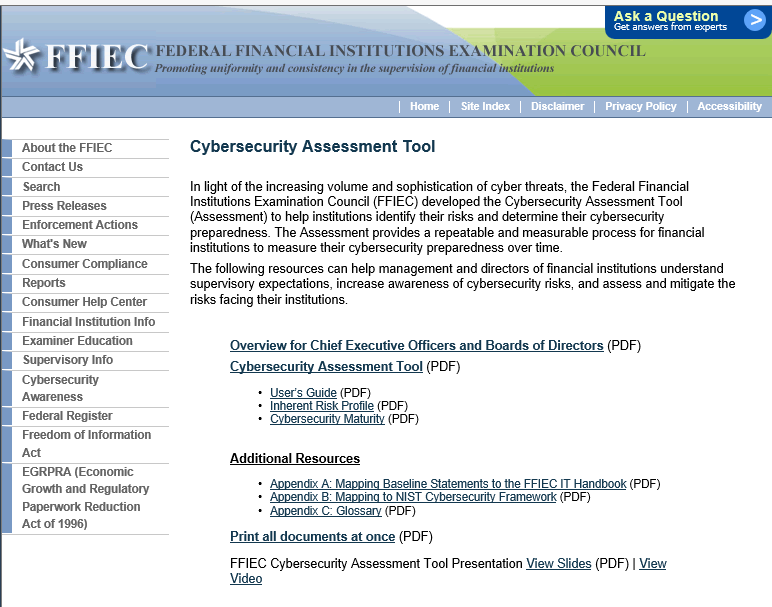 Ask a Question
Get answers from experts
FFIEC FEDERAL FINANCIAL INSTITUTIONS EXAMINATION COUNCIL
Promoting uniformity and consistency in the supervision of financial institutions
| Home | Site Index | Disclaimer | Privacy Policy | Accessibility
About the FFIEC
Contact Us
Search
Press Releases
Enforcement Actions
What's New
Consumer Compliance
Reports
Consumer Help Center
Financial Institution Info
Examiner Education
Supervisory Info
Cybersecurity
Awareness
Federal Register
Freedom of Information
Act
EGRPRA (Economic
Growth and Regulatory
Paperwork Reduction
Act of 1996)
Cybersecurity Assessment Tool
In light of the increasing volume and sophistication of cyber threats, the Federal Financial
Institutions Examination Council (FFIEC) developed the Cybersecurity Assessment Tool
(Assessment) to help institutions identify their risks and determine their cybersecurity
preparedness. The Assessment provides a repeatable and measurable process for financial
institutions to measure their cybersecurity preparedness over time.
The following resources can help management and directors of financial institutions understand
supervisory expectations, increase awareness of cybersecurity risks, and assess and mitigate the
risks facing their institutions.
Overview for Chief Executive Officers and Boards of Directors (PDF)
Cybersecurity Assessment Tool (PDF)
• User's Guide (PDF)
• Inherent Risk Profile (PDF)
• Cybersecurity Maturity (PDF)
Additional Resources
• Appendix A: Mapping Baseline Statements to the FFIEC IT Handbook (PDF)
• Appendix B: Mapping to NIST Cybersecurity Framework (PDF)
• Appendix C: Glossary (PDF)
Print all documents at once (PDF)
FFIEC Cybersecurity Assessment Tool Presentation View Slides (PDF) | View
Video